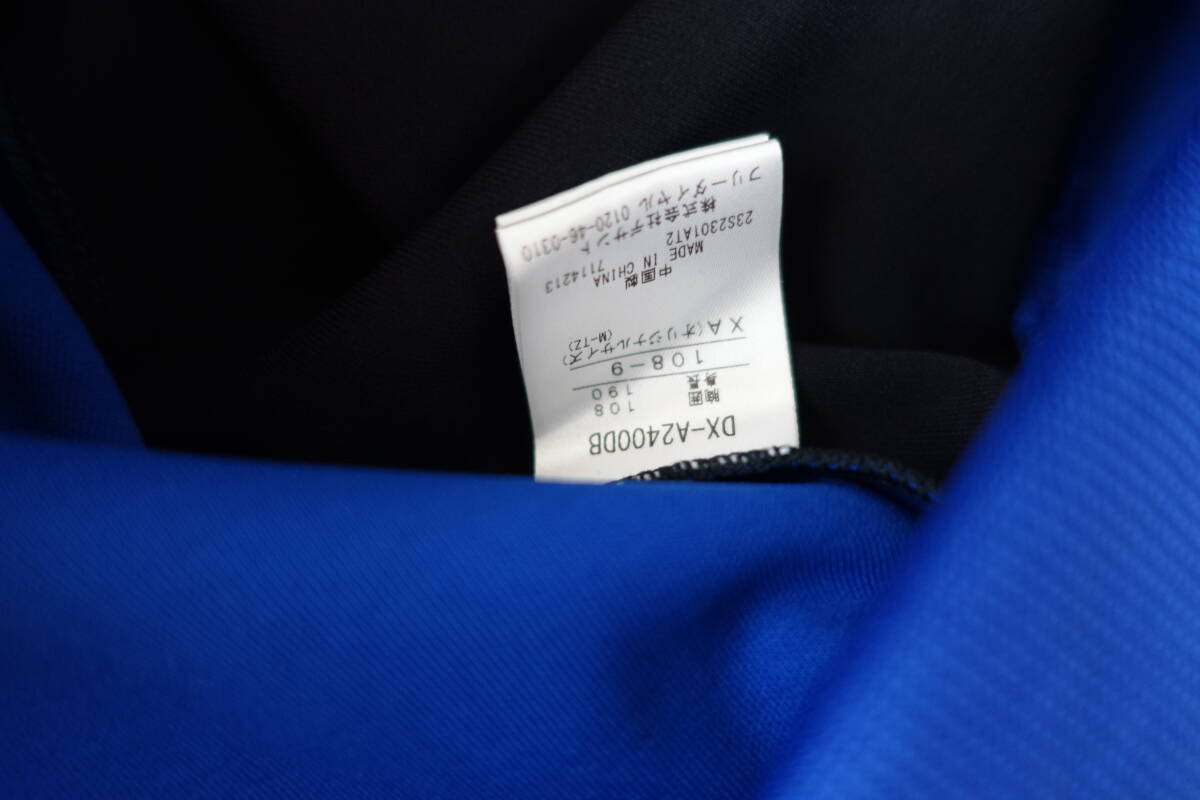 DX-A2400DB
胸囲 108
身長 190
108-9
XA(オリジナルサイズ)
(M-TZ)
中国製
MADE IN CHINA 7114213
23S2301AT2
株式会社デサント
フリーダイヤル 0120-46-0310